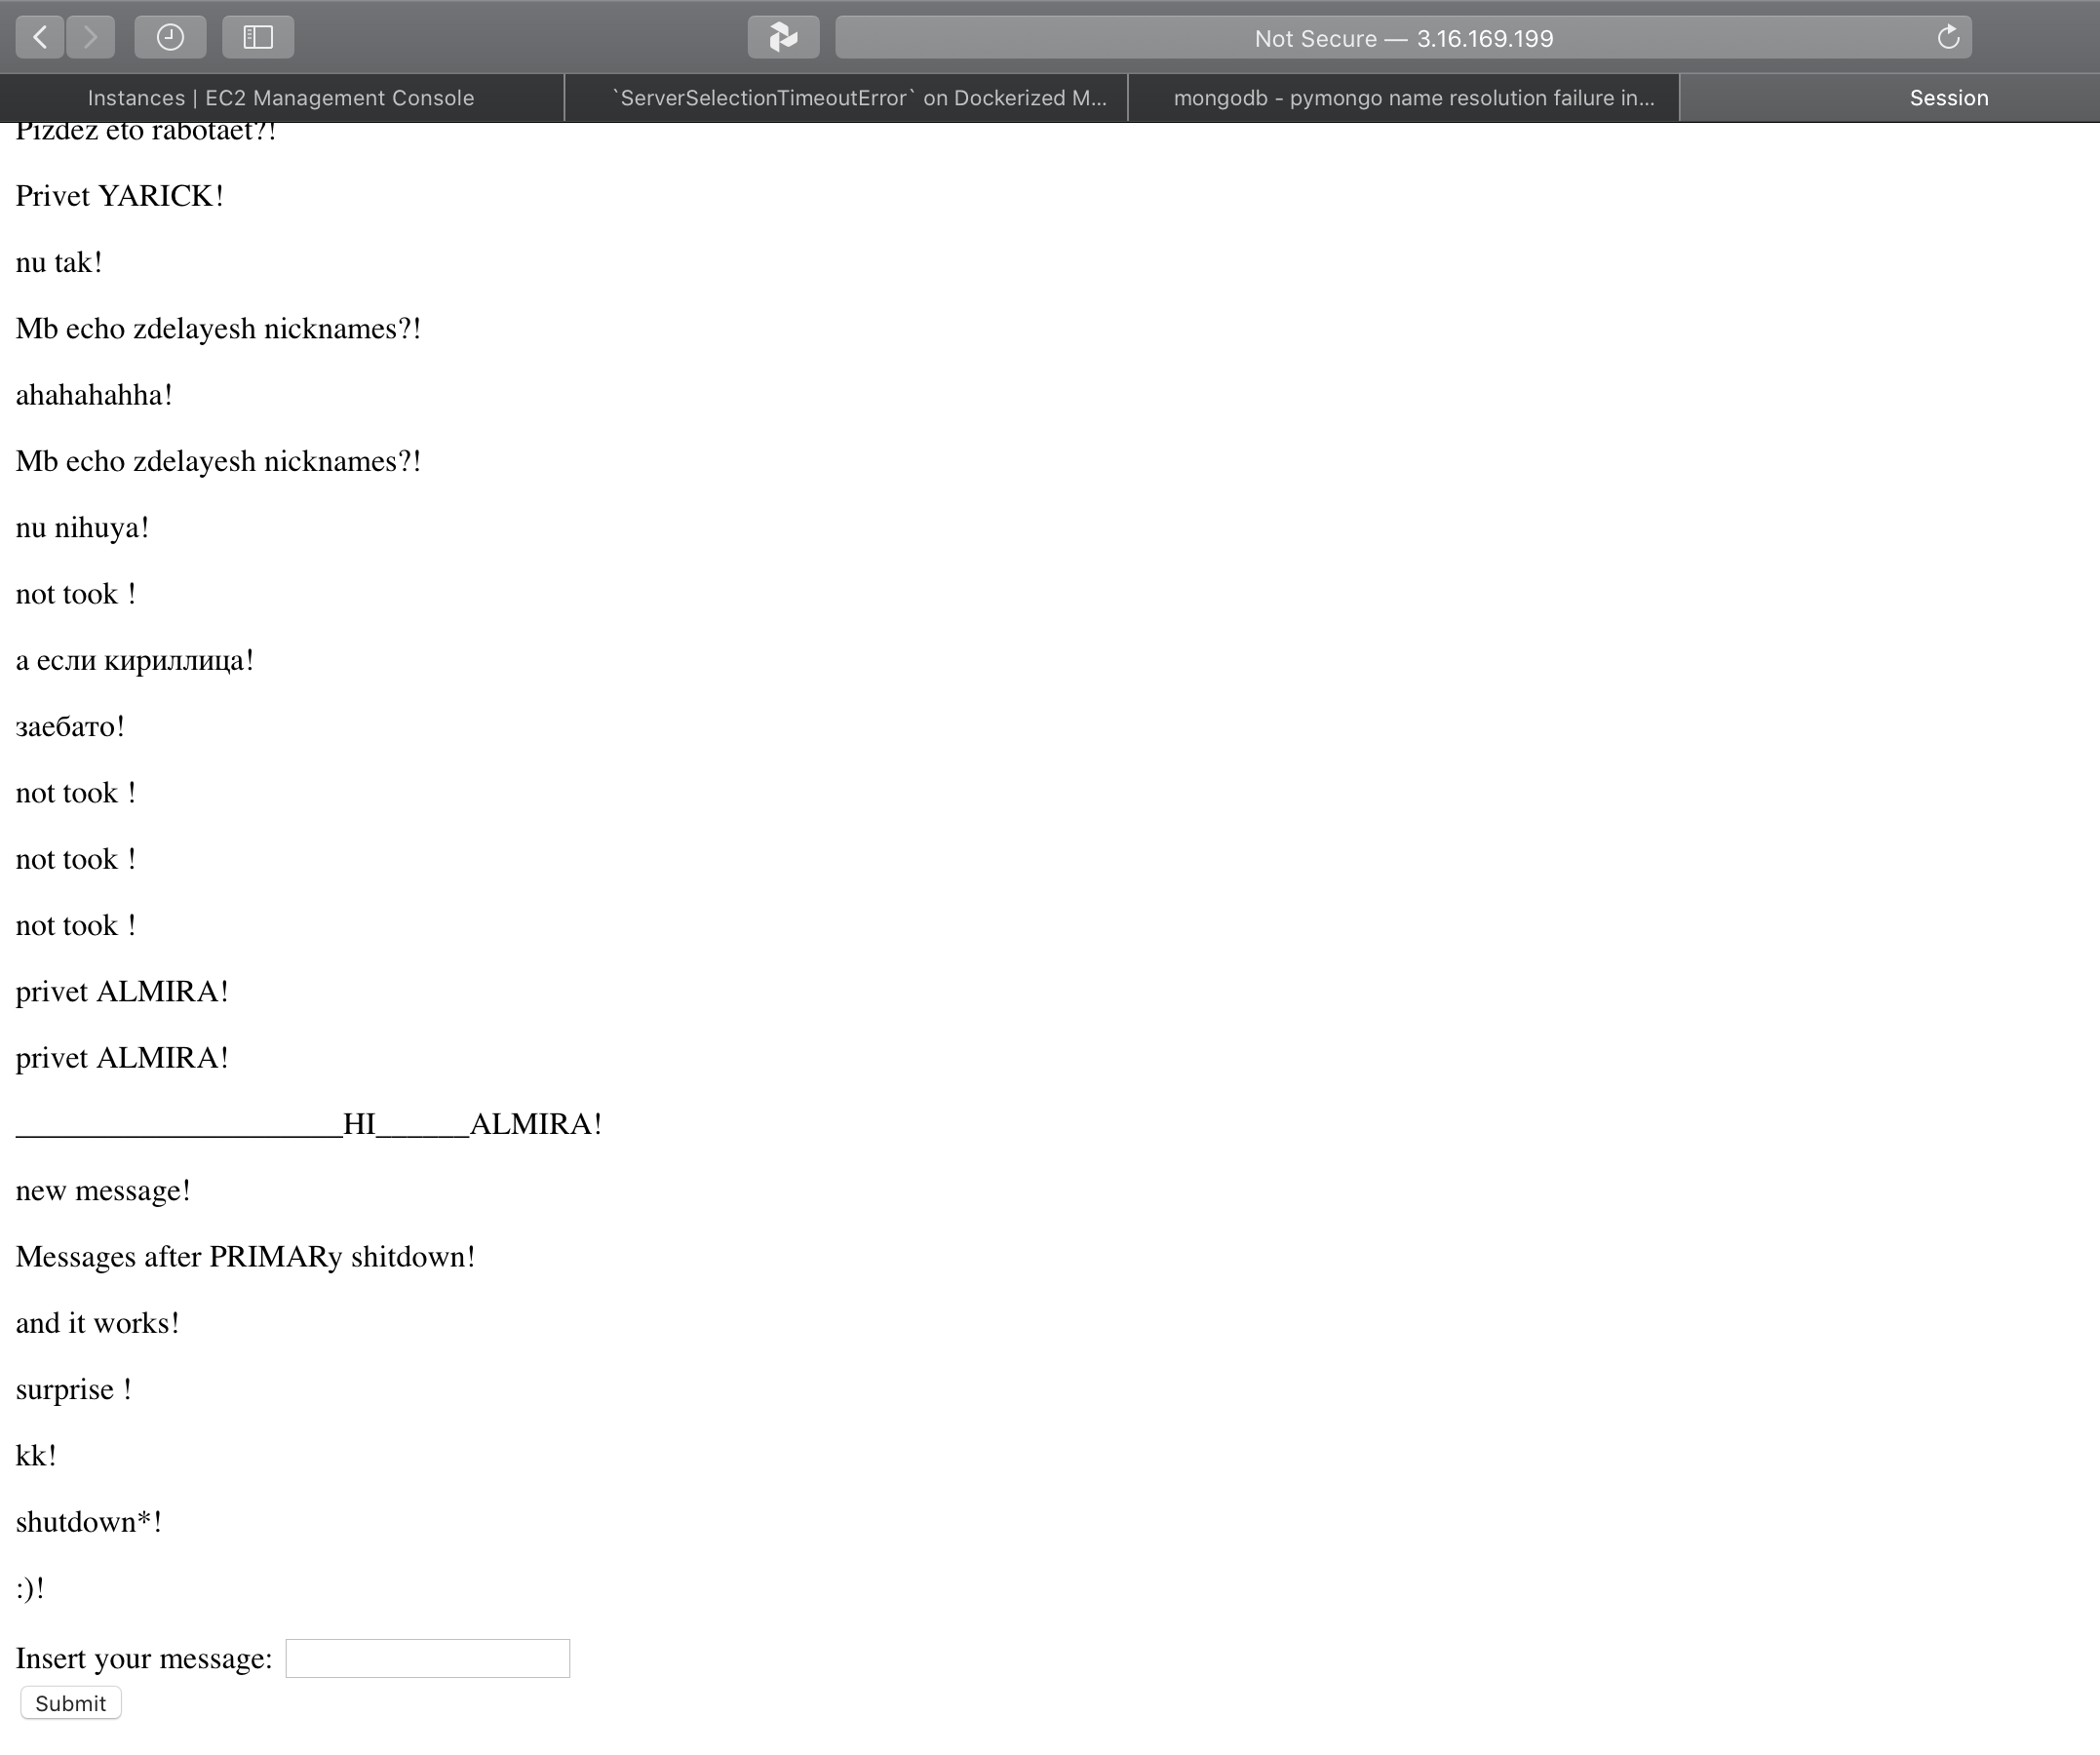 Not Secure — 3.16.169.199
Instances | EC2 Management Console
`ServerSelectionTimeoutError` on Dockerized M...
mongodb - pymongo name resolution failure in...
Session
Pizdez eto rabotaet?!
Privet YARICK!
nu tak!
Mb echo zdelayesh nicknames?!
ahahahahha!
Mb echo zdelayesh nicknames?!
nu nihuya!
not took !
а если кириллица!
заебато!
not took !
not took !
not took !
privet ALMIRA!
privet ALMIRA!
_____________________HI______ALMIRA!
new message!
Messages after PRIMARy shitdown!
and it works!
surprise !
kk!
shutdown*!
:)!
Insert your message:
Submit